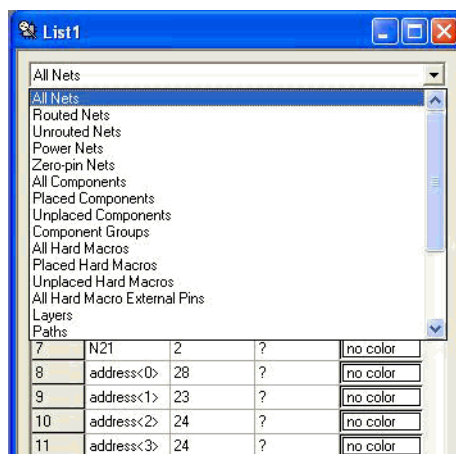 List1
All Nets
All Nets
Routed Nets
Unrouted Nets
Power Nets
Zero-pin Nets
All Components
Placed Components
Unplaced Components
Component Groups
All Hard Macros
Placed Hard Macros
Unplaced Hard Macros
All Hard Macro External Pins
Layers
Paths
7 N21 2 ? no color
8 address<0> 28 ? no color
9 address<1> 23 ? no color
10 address<2> 24 ? no color
11 address<3> 24 ? no color